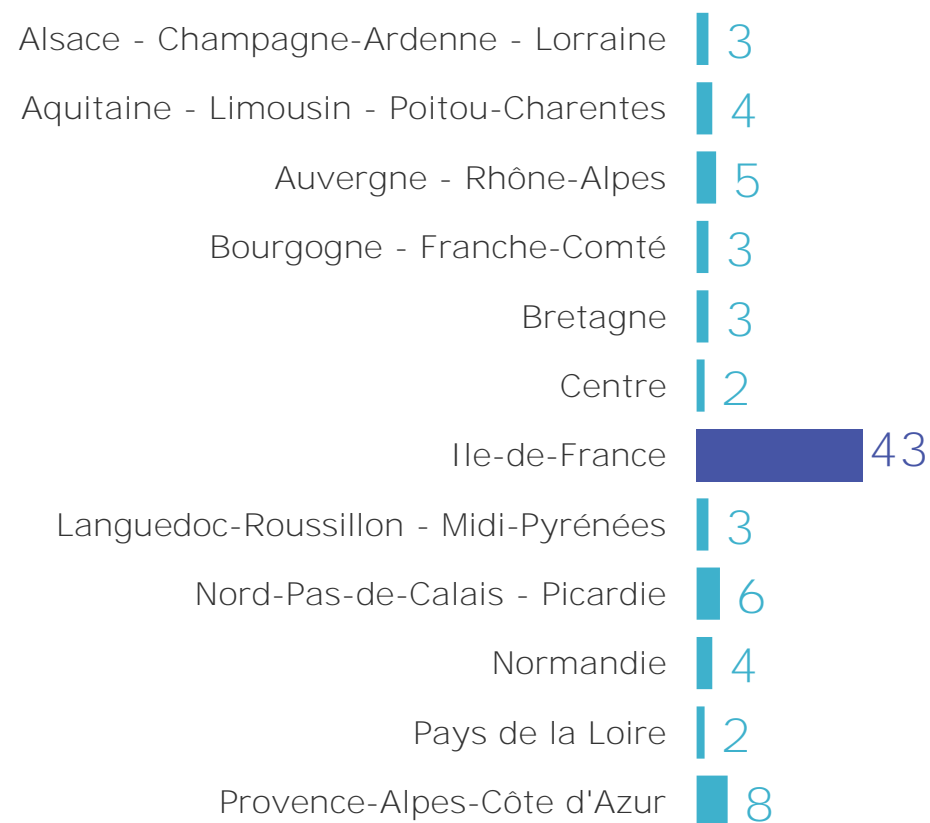 Alsace - Champagne-Ardenne - Lorraine 3
Aquitaine - Limousin - Poitou-Charentes 4
Auvergne - Rhône-Alpes 5
Bourgogne - Franche-Comté 3
Bretagne 3
Centre 2
Ile-de-France 43
Languedoc-Roussillon - Midi-Pyrénées 3
Nord-Pas-de-Calais - Picardie 6
Normandie 4
Pays de la Loire 2
Provence-Alpes-Côte d'Azur 8